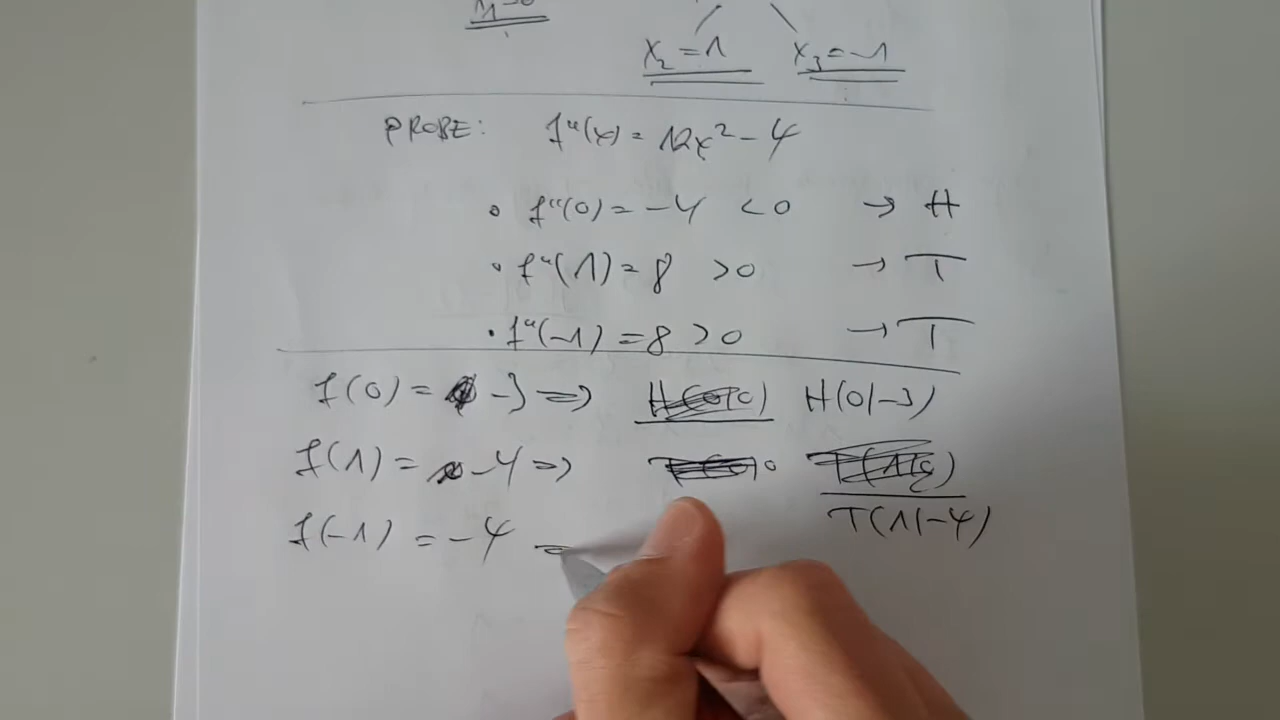 x₂ = 1 x₃ = -1
PROBE: f''(x) = 12x² - 4
• f''(0) = -4 < 0 → H
• f''(1) = 8 > 0 → T
• f''(-1) = 8 > 0 → T
f(0) = -3 => H(0|-3)
f(1) = -4 =>
T(1|-4)
f(-1) = -4 =